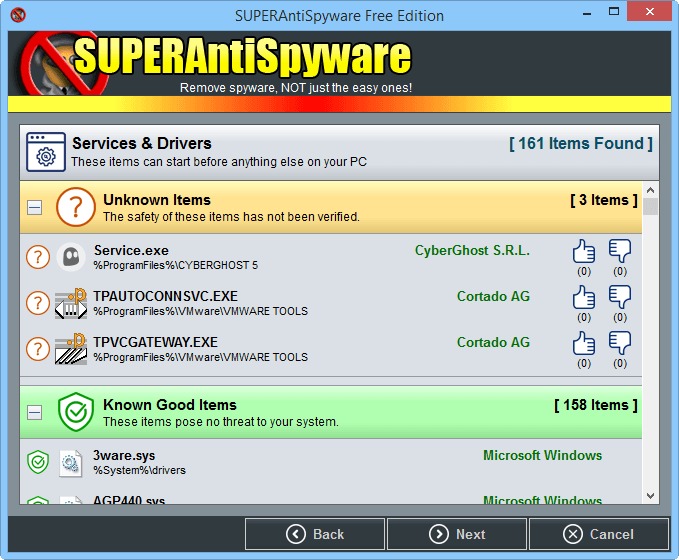 SUPERAntiSpyware Free Edition
SUPERAntiSpyware
Remove spyware, NOT just the easy ones!
Services & Drivers [ 161 Items Found ]
These items can start before anything else on your PC
Unknown Items [ 3 Items ]
The safety of these items has not been verified.
Service.exe CyberGhost S.R.L.
%ProgramFiles%\CYBERGHOST 5 (0) (0)
TPAUTOCONNSVC.EXE Cortado AG
%ProgramFiles%\VMware\VMWARE TOOLS (0) (0)
TPVCGATEWAY.EXE Cortado AG
%ProgramFiles%\VMware\VMWARE TOOLS (0) (0)
Known Good Items [ 158 Items ]
These items pose no threat to your system.
3ware.sys Microsoft Windows
%System%\drivers
AGP440.sys Microsoft Windows
Back Next Cancel